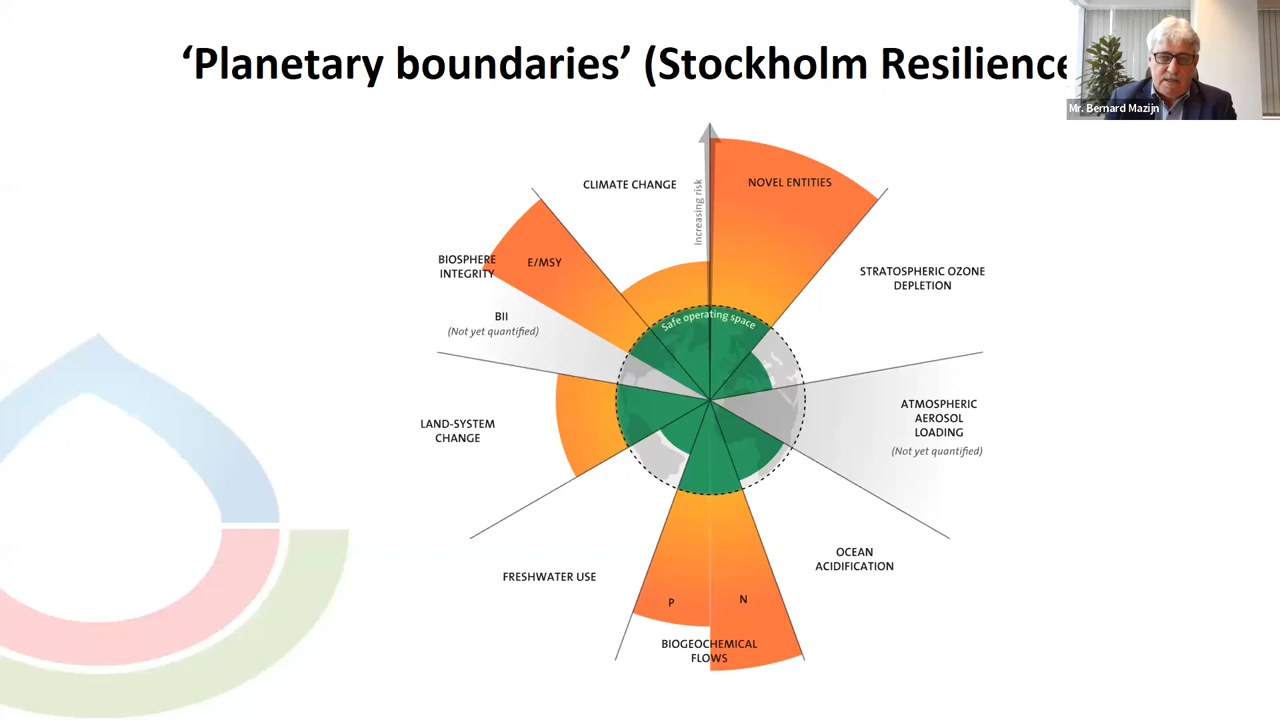 ‘Planetary boundaries’ (Stockholm Resilience
Mr. Bernard Mazijn
CLIMATE CHANGE
NOVEL ENTITIES
Increasing risk
BIOSPHERE
INTEGRITY
E/MSY
STRATOSPHERIC OZONE
DEPLETION
BII
(Not yet quantified)
Safe operating space
LAND-SYSTEM
CHANGE
ATMOSPHERIC
AEROSOL
LOADING
(Not yet quantified)
OCEAN
ACIDIFICATION
FRESHWATER USE
P
N
BIOGEOCHEMICAL
FLOWS